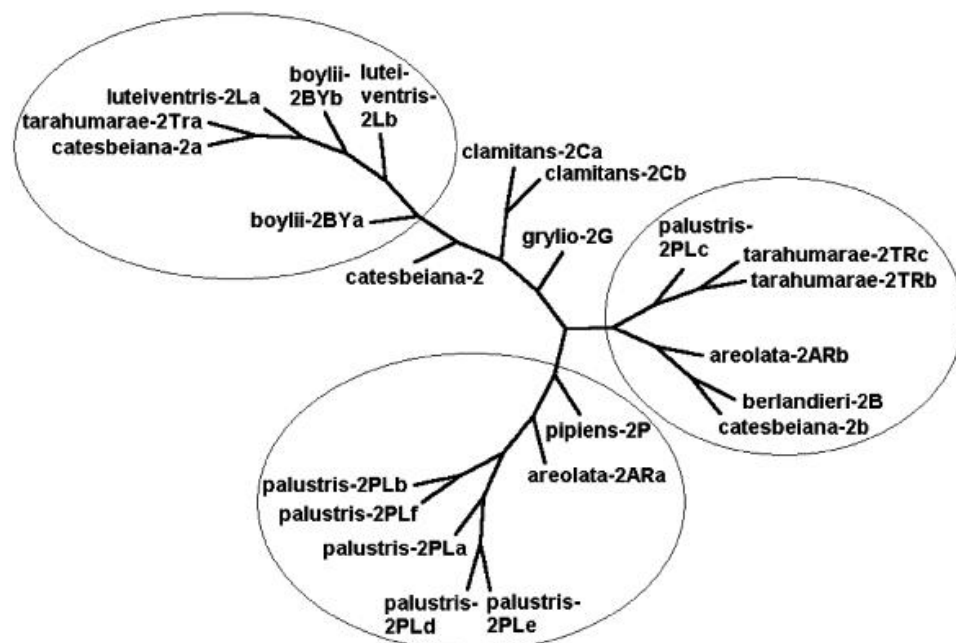 boylii-
2BYb
lutei-
ventris-
2Lb
luteiventris-2La
tarahumarae-2Tra
catesbeiana-2a
clamitans-2Ca
clamitans-2Cb
boylii-2BYa
grylio-2G
catesbeiana-2
palustris-
2PLc
tarahumarae-2TRc
tarahumarae-2TRb
areolata-2ARb
berlandieri-2B
catesbeiana-2b
pipiens-2P
areolata-2ARa
palustris-2PLb
palustris-2PLf
palustris-2PLa
palustris-
2PLd
palustris-
2PLe